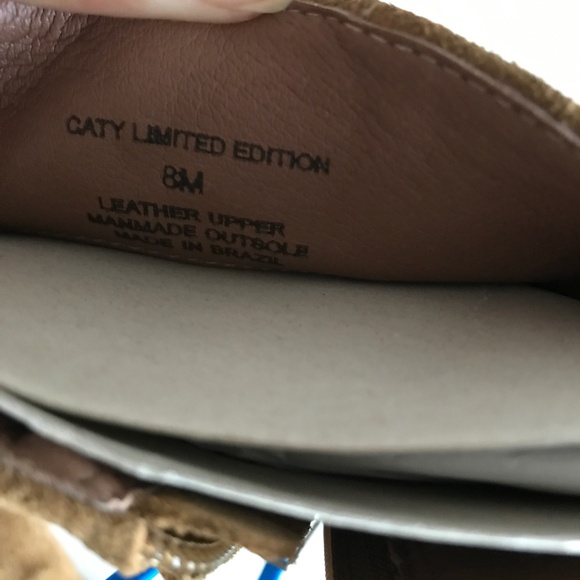 CATY LIMITED EDITION
8M
LEATHER UPPER
MANMADE OUTSOLE
MADE IN BRAZIL